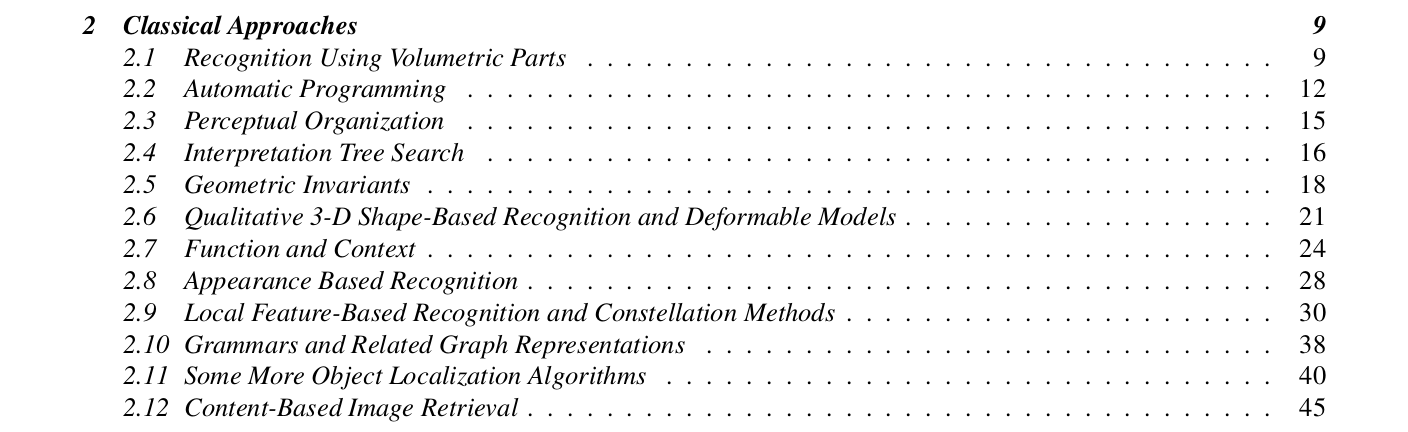 2 Classical Approaches 9
2.1 Recognition Using Volumetric Parts . . . . . . . . . . . . . . . . . . . . . . . . . . . . . . . . . . . 9
2.2 Automatic Programming . . . . . . . . . . . . . . . . . . . . . . . . . . . . . . . . . . . . . . . . . 12
2.3 Perceptual Organization . . . . . . . . . . . . . . . . . . . . . . . . . . . . . . . . . . . . . . . . . 15
2.4 Interpretation Tree Search . . . . . . . . . . . . . . . . . . . . . . . . . . . . . . . . . . . . . . . . 16
2.5 Geometric Invariants . . . . . . . . . . . . . . . . . . . . . . . . . . . . . . . . . . . . . . . . . . . 18
2.6 Qualitative 3-D Shape-Based Recognition and Deformable Models . . . . . . . . . . . . . . . . . . . 21
2.7 Function and Context . . . . . . . . . . . . . . . . . . . . . . . . . . . . . . . . . . . . . . . . . . . 24
2.8 Appearance Based Recognition . . . . . . . . . . . . . . . . . . . . . . . . . . . . . . . . . . . . . . 28
2.9 Local Feature-Based Recognition and Constellation Methods . . . . . . . . . . . . . . . . . . . . . . 30
2.10 Grammars and Related Graph Representations . . . . . . . . . . . . . . . . . . . . . . . . . . . . . 38
2.11 Some More Object Localization Algorithms . . . . . . . . . . . . . . . . . . . . . . . . . . . . . . . 40
2.12 Content-Based Image Retrieval . . . . . . . . . . . . . . . . . . . . . . . . . . . . . . . . . . . . . . 45